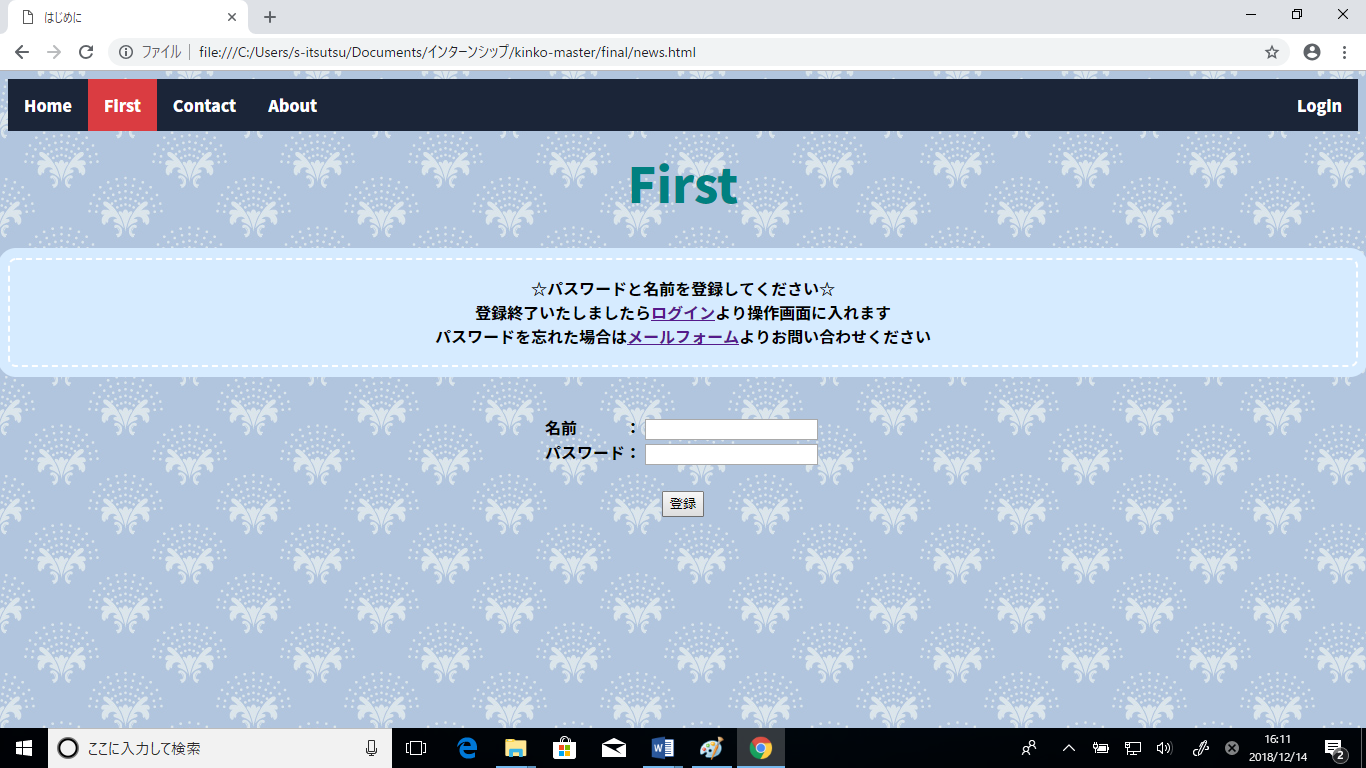 はじめに
ファイル | file:///C:/Users/s-itsutsu/Documents/インターンシップ/kinko-master/final/news.html
Home First Contact About Login
First
☆パスワードと名前を登録してください☆
登録終了いたしましたらログインより操作画面に入れます
パスワードを忘れた場合はメールフォームよりお問い合わせください
名前 :
パスワード:
登録
ここに入力して検索
16:11
2018/12/14
2